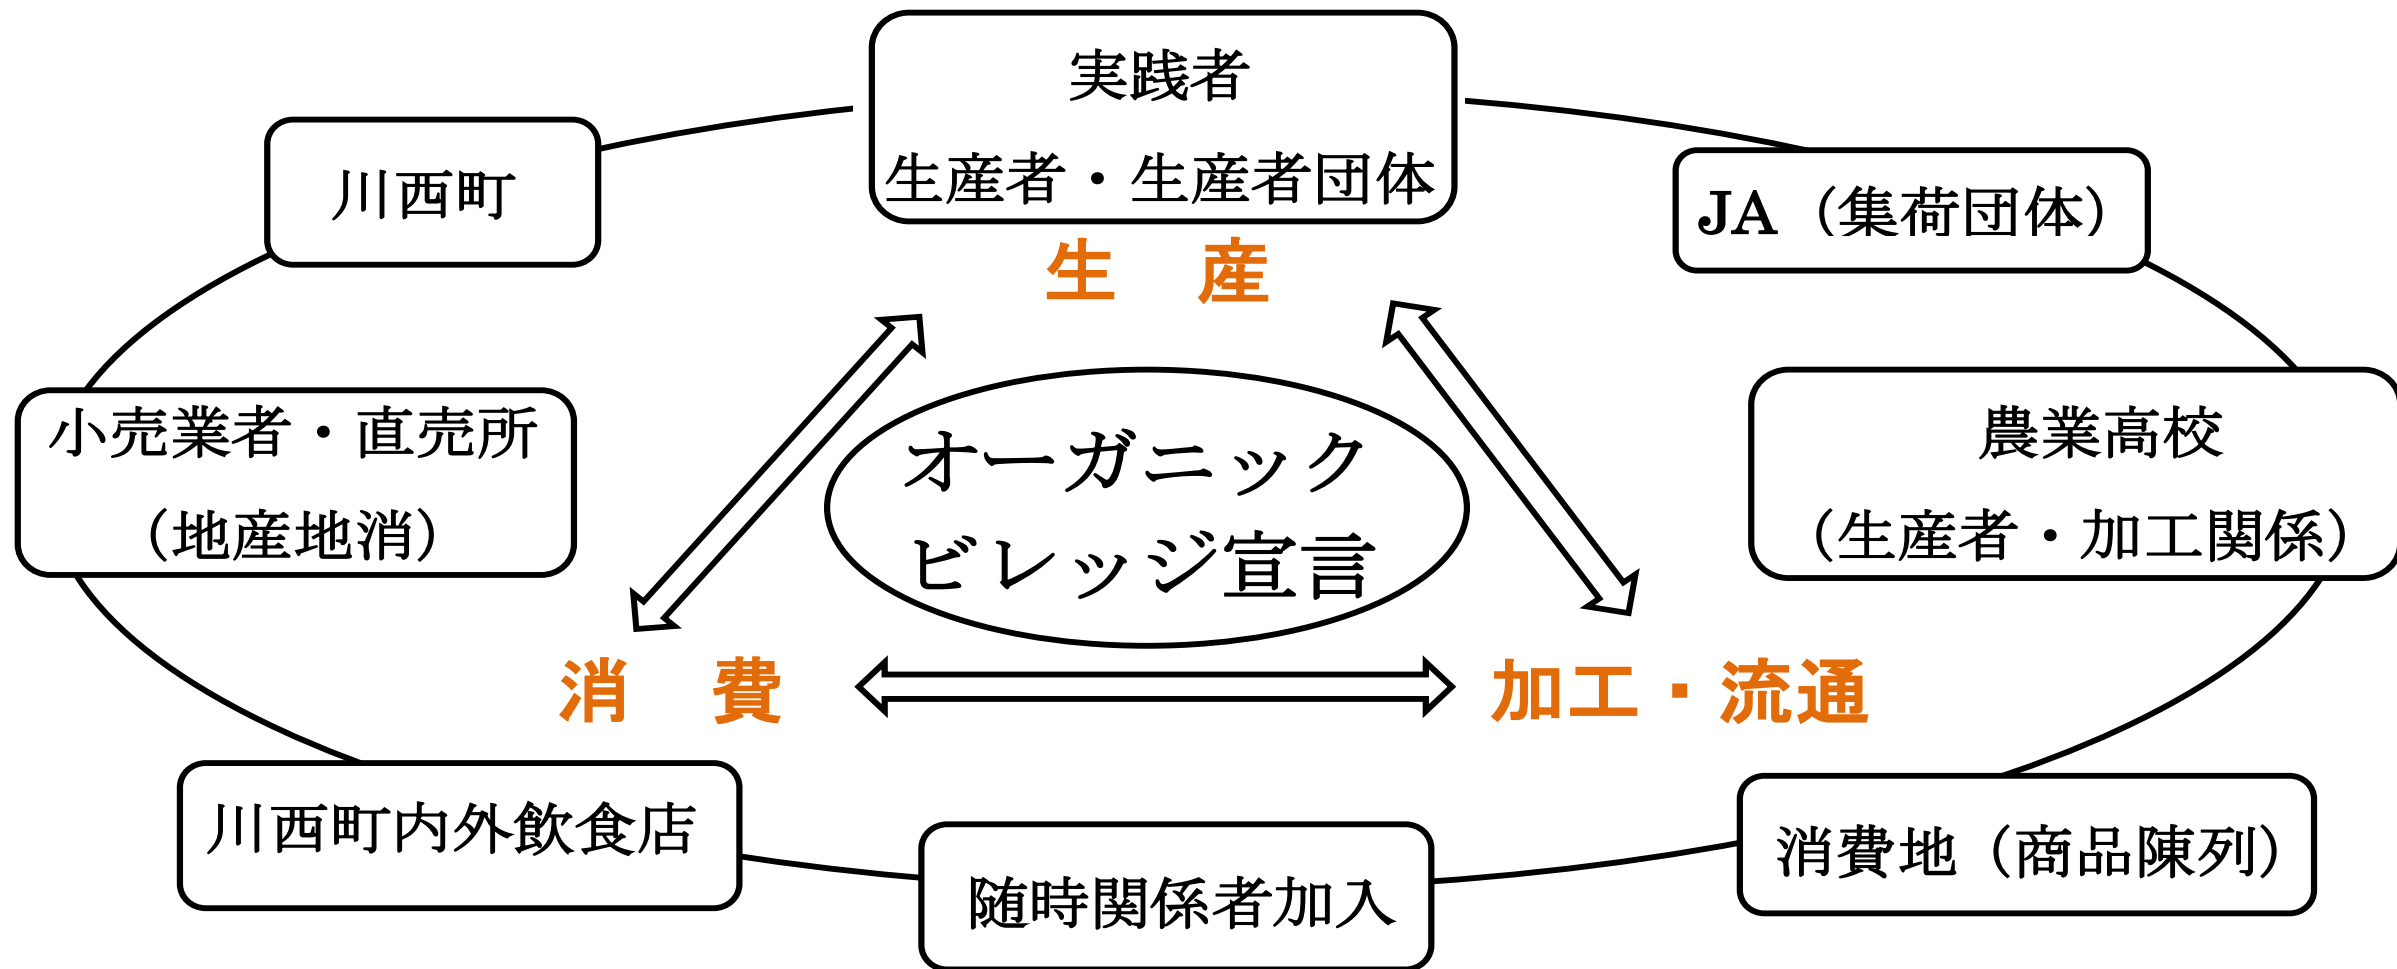 実践者
生産者・生産者団体
川西町
JA（集荷団体）
生　産
小売業者・直売所
（地産地消）
オーガニック
ビレッジ宣言
農業高校
（生産者・加工関係）
消　費
加工・流通
川西町内外飲食店
随時関係者加入
消費地（商品陳列）